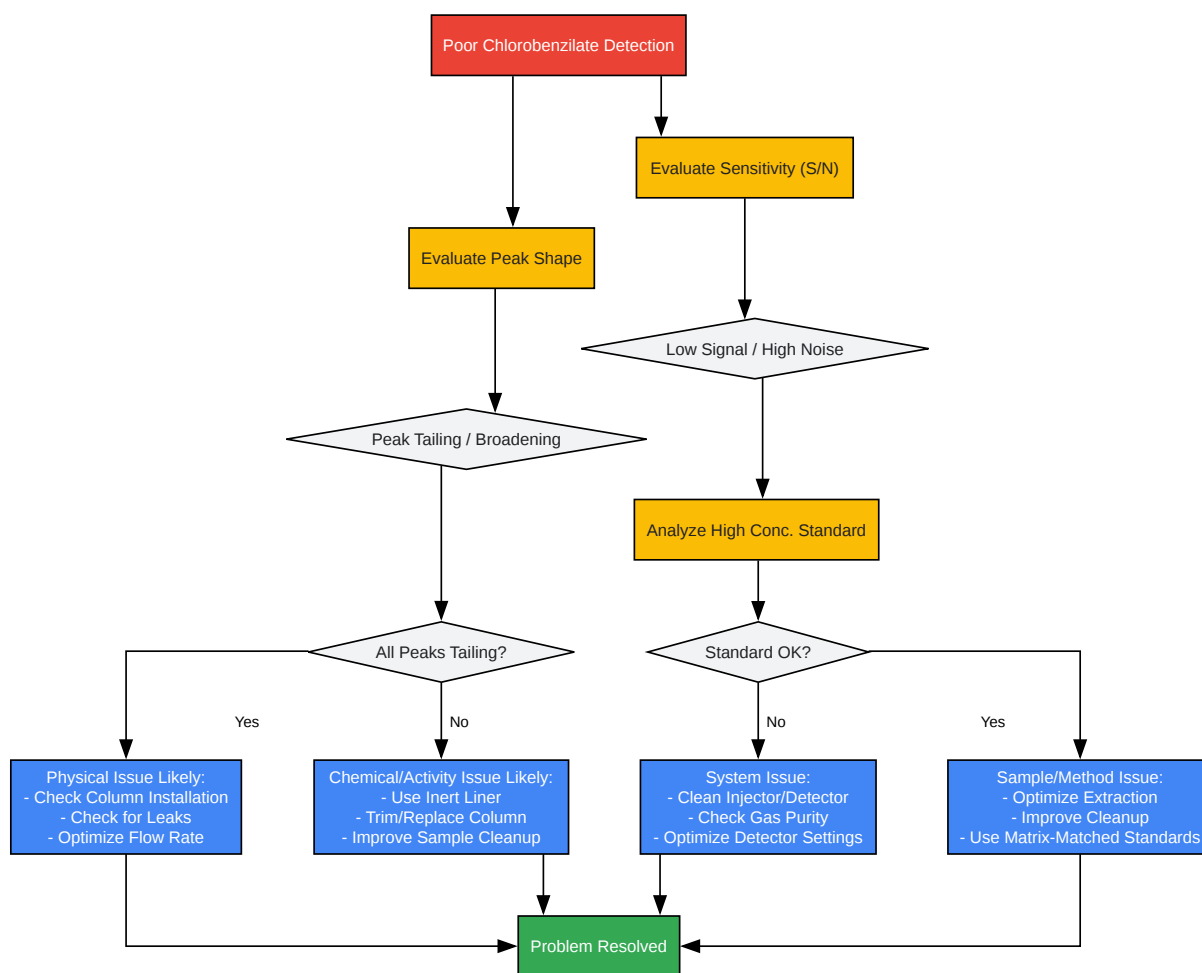 Poor Chlorobenzilate Detection
Evaluate Sensitivity (S/N)
Evaluate Peak Shape
Low Signal / High Noise
Peak Tailing / Broadening
Analyze High Conc. Standard
All Peaks Tailing?
Standard OK?
Yes
No
No
Yes
Physical Issue Likely:
- Check Column Installation
- Check for Leaks
- Optimize Flow Rate
Chemical/Activity Issue Likely:
- Use Inert Liner
- Trim/Replace Column
- Improve Sample Cleanup
System Issue:
- Clean Injector/Detector
- Check Gas Purity
- Optimize Detector Settings
Sample/Method Issue:
- Optimize Extraction
- Improve Cleanup
- Use Matrix-Matched Standards
Problem Resolved